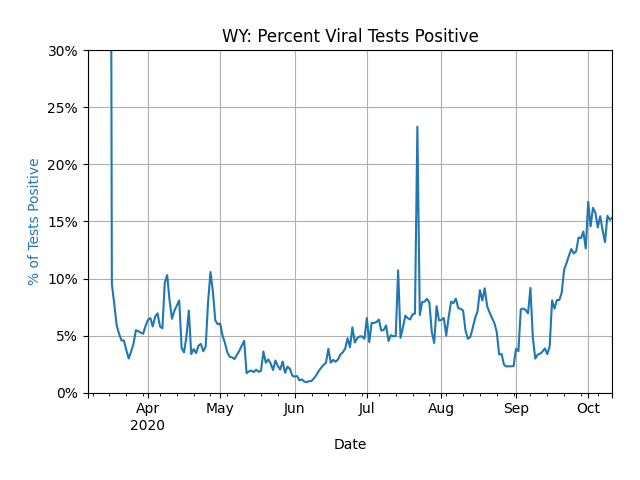 WY: Percent Viral Tests Positive
30%
25%
20%
15%
10%
5%
0%
% of Tests Positive
Apr May Jun Jul Aug Sep Oct
2020
Date